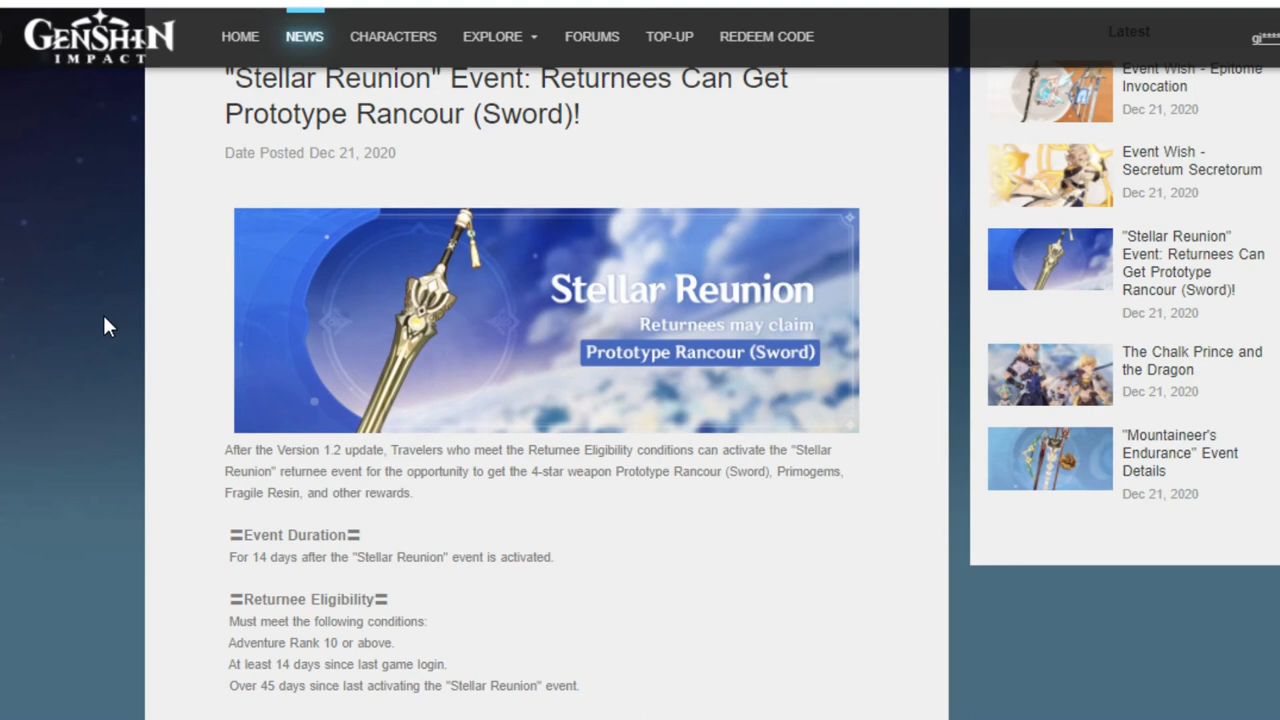 GENSHIN
IMPACT
HOME
NEWS
CHARACTERS
EXPLORE
FORUMS
TOP-UP
REDEEM CODE
gi****
"Stellar Reunion" Event: Returnees Can Get
Prototype Rancour (Sword)!
Date Posted Dec 21, 2020
Stellar Reunion
Returnees may claim
Prototype Rancour (Sword)
After the Version 1.2 update, Travelers who meet the Returnee Eligibility conditions can activate the "Stellar
Reunion" returnee event for the opportunity to get the 4-star weapon Prototype Rancour (Sword), Primogems,
Fragile Resin, and other rewards.
〓Event Duration〓
For 14 days after the "Stellar Reunion" event is activated.
〓Returnee Eligibility〓
Must meet the following conditions:
Adventure Rank 10 or above.
At least 14 days since last game login.
Over 45 days since last activating the "Stellar Reunion" event.
Latest
Event Wish - Epitome
Invocation
Dec 21, 2020
Event Wish -
Secretum Secretorum
Dec 21, 2020
"Stellar Reunion"
Event: Returnees Can
Get Prototype
Rancour (Sword)!
Dec 21, 2020
The Chalk Prince and
the Dragon
Dec 21, 2020
"Mountaineer's
Endurance" Event
Details
Dec 21, 2020